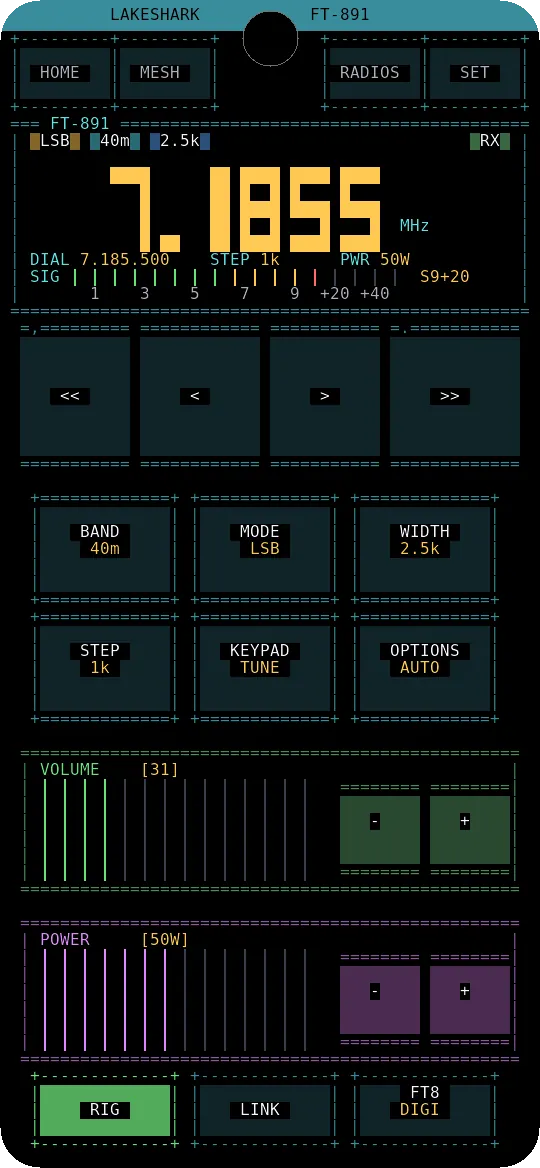 LAKESHARK FT-891
HOME MESH RADIOS SET
=== FT-891 ===
LSB 40m 2.5k RX
7.1855 MHz
DIAL 7.185.500 STEP 1k PWR 50W
SIG S9+20
1 3 5 7 9 +20 +40
<< < > >>
BAND MODE WIDTH
40m LSB 2.5k
STEP KEYPAD OPTIONS
1k TUNE AUTO
VOLUME [31]
- +
POWER [50W]
- +
FT8
RIG LINK DIGI